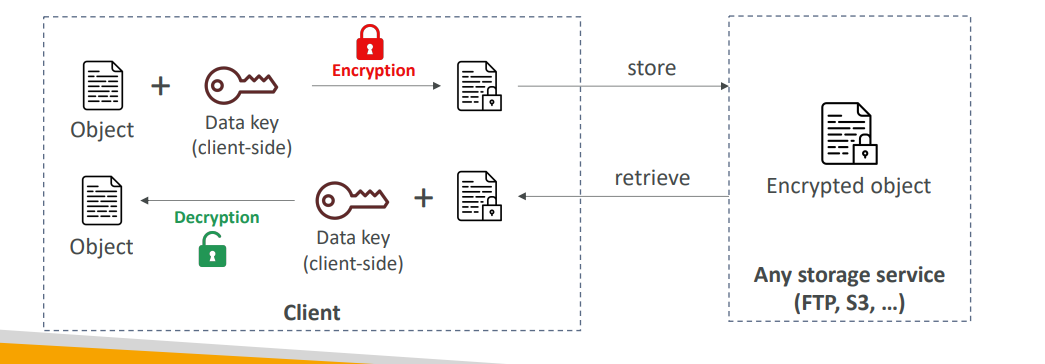 Encryption
store
Object
Data key
(client-side)
Encrypted object
retrieve
Decryption
Object
Data key
(client-side)
Any storage service
(FTP, S3, …)
Client